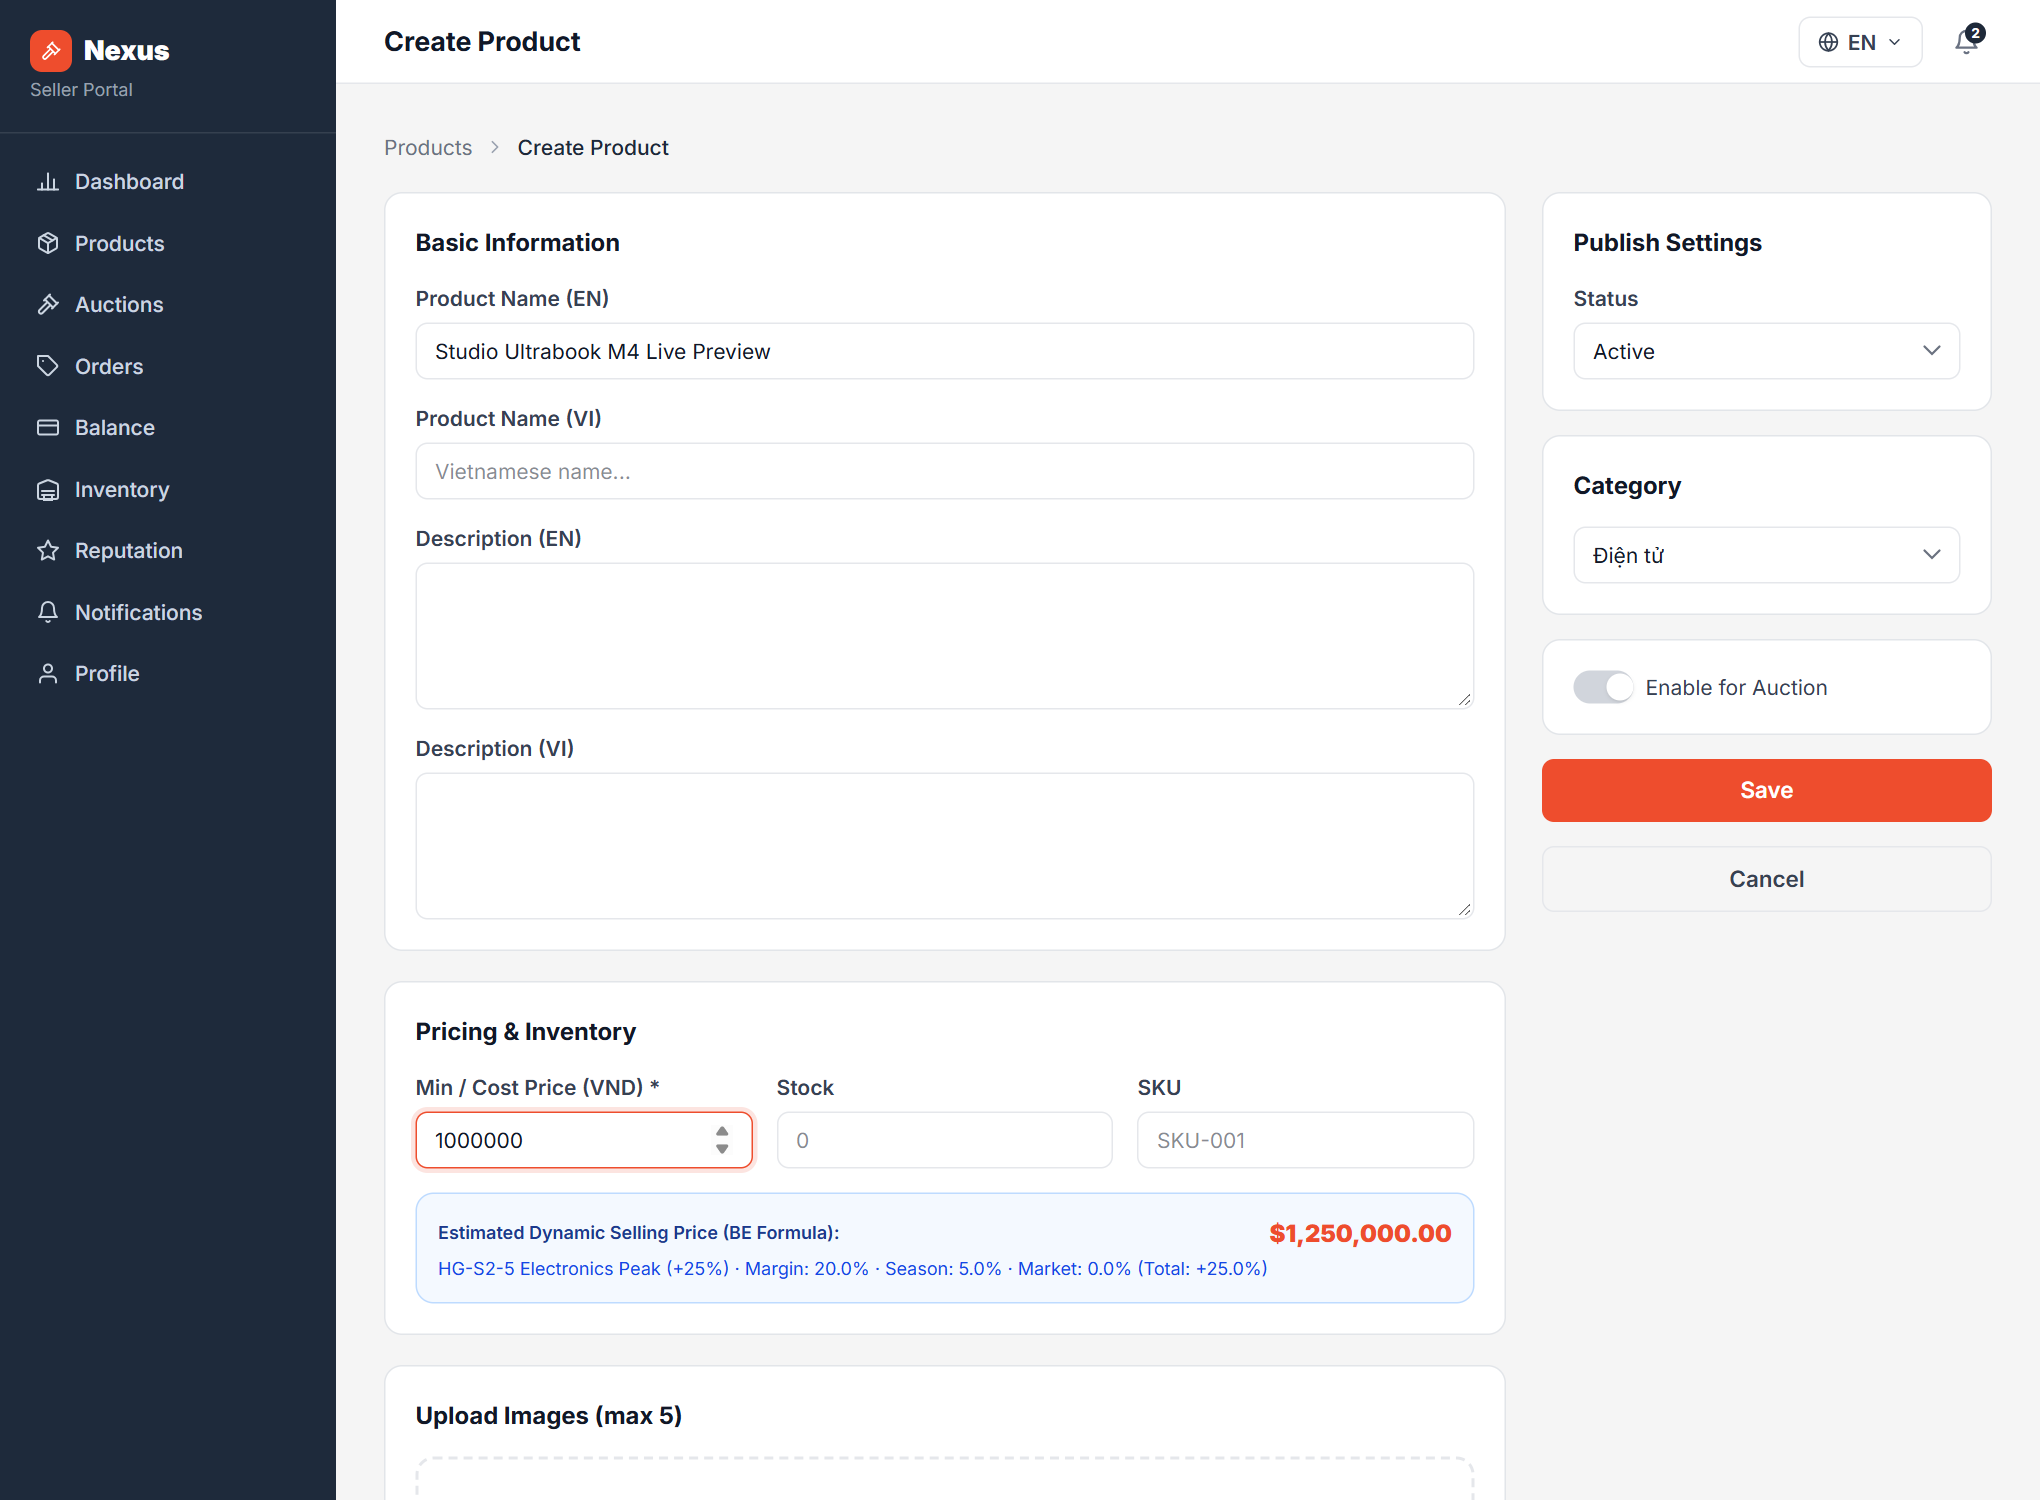 Nexus
Seller Portal
Dashboard
Products
Auctions
Orders
Balance
Inventory
Reputation
Notifications
Profile
Create Product
EN
2
Products
Create Product
Basic Information
Product Name (EN)
Studio Ultrabook M4 Live Preview
Product Name (VI)
Vietnamese name...
Description (EN)
Description (VI)
Pricing & Inventory
Min / Cost Price (VND) *
Stock
SKU
1000000
0
SKU-001
Estimated Dynamic Selling Price (BE Formula):
$1,250,000.00
HG-S2-5 Electronics Peak (+25%) · Margin: 20.0% · Season: 5.0% · Market: 0.0% (Total: +25.0%)
Upload Images (max 5)
Publish Settings
Status
Active
Category
Điện tử
Enable for Auction
Save
Cancel